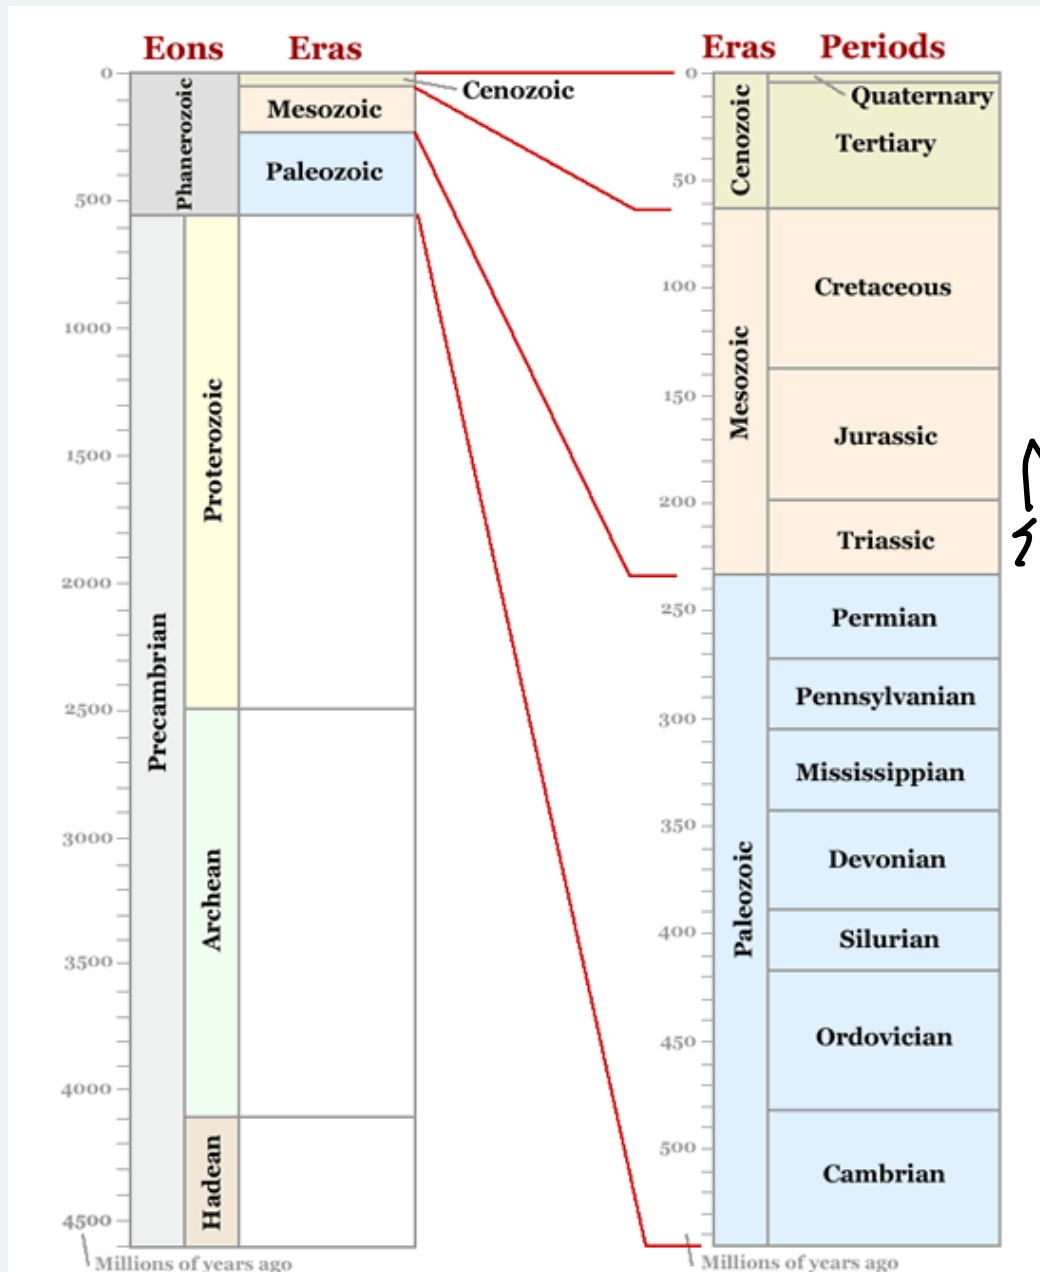 Eons Eras
0
Cenozoic
Mesozoic
Phanerozoic
Paleozoic
500
1000
Proterozoic
1500
2000
Precambrian
2500
3000
Archean
3500
4000
Hadean
4500
Millions of years ago
Eras Periods
0
Quaternary
Cenozoic
Tertiary
50
Cretaceous
100
Mesozoic
150
Jurassic
200
Triassic
250
Permian
Pennsylvanian
300
Mississippian
350
Devonian
Paleozoic
400
Silurian
Ordovician
450
500
Cambrian
Millions of years ago